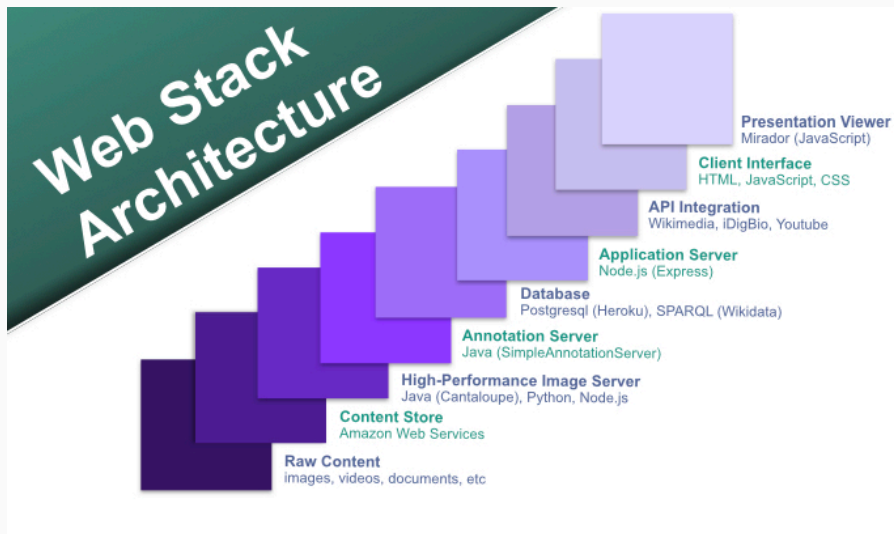 Web Stack
Architecture
Presentation Viewer
Mirador (JavaScript)
Client Interface
HTML, JavaScript, CSS
API Integration
Wikimedia, iDigBio, Youtube
Application Server
Node.js (Express)
Database
Postgresql (Heroku), SPARQL (Wikidata)
Annotation Server
Java (SimpleAnnotationServer)
High-Performance Image Server
Java (Cantaloupe), Python, Node.js
Content Store
Amazon Web Services
Raw Content
images, videos, documents, etc